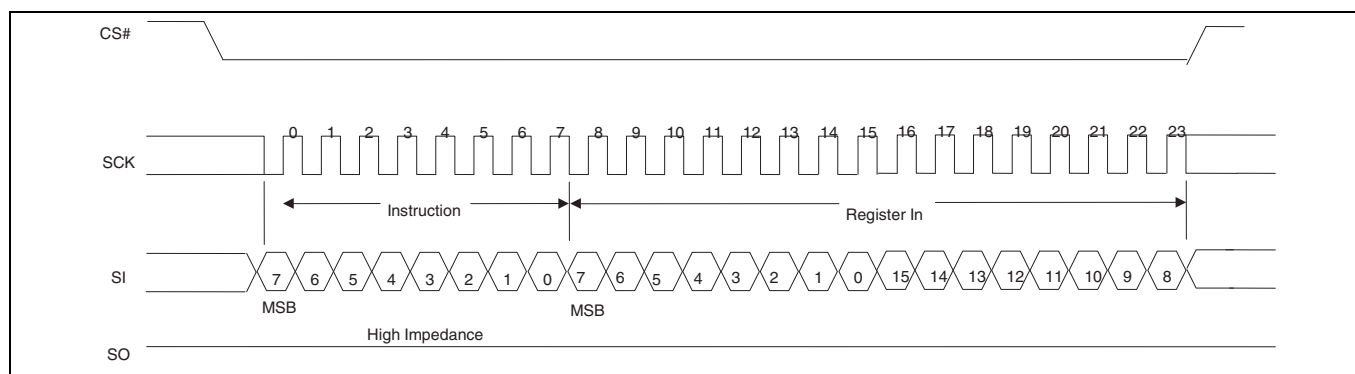 CS#
0 1 2 3 4 5 6 7 8 9 10 11 12 13 14 15 16 17 18 19 20 21 22 23
SCK
Instruction Register In
SI 7 6 5 4 3 2 1 0 7 6 5 4 3 2 1 0 15 14 13 12 11 10 9 8
MSB MSB
High Impedance
SO